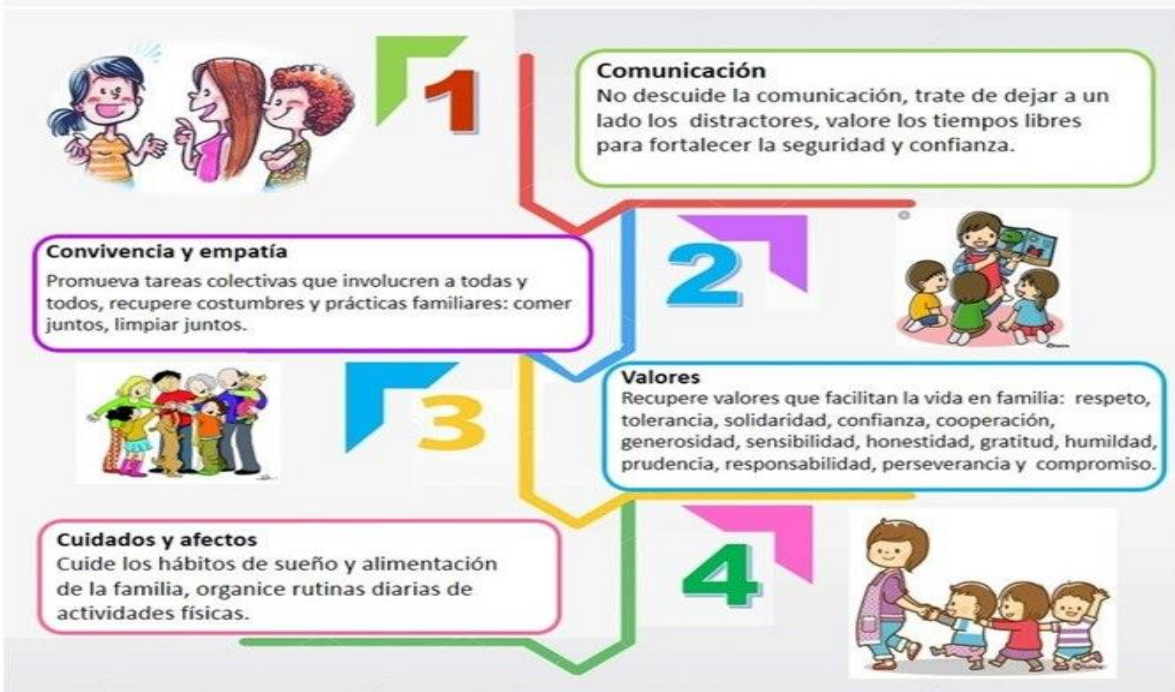 1
Comunicación
No descuide la comunicación, trate de dejar a un
lado los distractores, valore los tiempos libres
para fortalecer la seguridad y confianza.
Convivencia y empatía
Promueva tareas colectivas que involucren a todas y
todos, recupere costumbres y prácticas familiares: comer
juntos, limpiar juntos.
2
3
Valores
Recupere valores que facilitan la vida en familia: respeto,
tolerancia, solidaridad, confianza, cooperación,
generosidad, sensibilidad, honestidad, gratitud, humildad,
prudencia, responsabilidad, perseverancia y compromiso.
Cuidados y afectos
Cuide los hábitos de sueño y alimentación
de la familia, organice rutinas diarias de
actividades físicas.
4